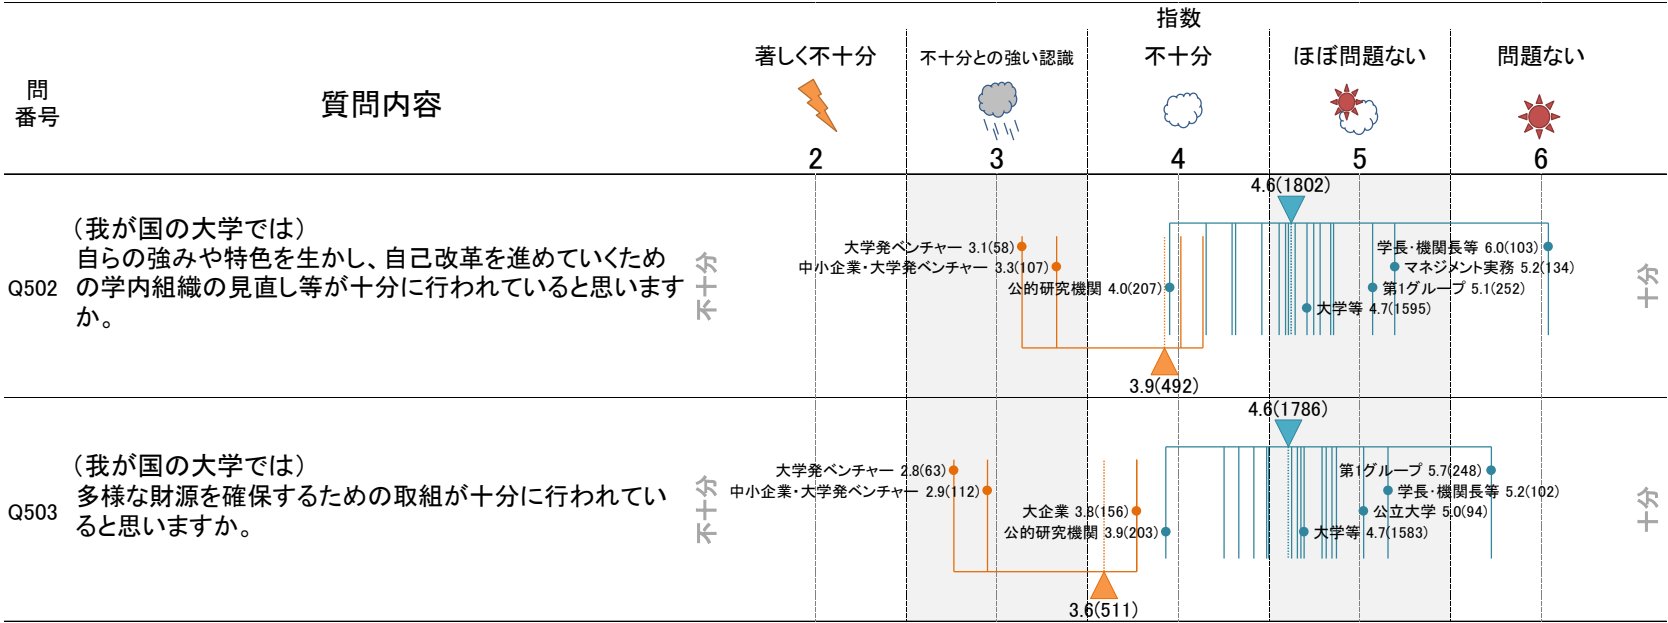 指数
著しく不十分
不十分との強い認識
不十分
ほぼ問題ない
問題ない
問
番号
質問内容
2
3
4
5
6
Q502
（我が国の大学では）
自らの強みや特色を生かし、自己改革を進めていくため
の学内組織の見直し等が十分に行われていると思います
か。
不十分
4.6(1802)
大学発ベンチャー 3.1(58)
中小企業・大学発ベンチャー 3.3(107)
公的研究機関 4.0(207)
学長・機関長等 6.0(103)
マネジメント実務 5.2(134)
第1グループ 5.1(252)
大学等 4.7(1595)
3.9(492)
十分
Q503
（我が国の大学では）
多様な財源を確保するための取組が十分に行われてい
ると思いますか。
不十分
4.6(1786)
大学発ベンチャー 2.8(63)
中小企業・大学発ベンチャー 2.9(112)
大企業 3.8(156)
公的研究機関 3.9(203)
第1グループ 5.7(248)
学長・機関長等 5.2(102)
公立大学 5.0(94)
大学等 4.7(1583)
3.6(511)
十分